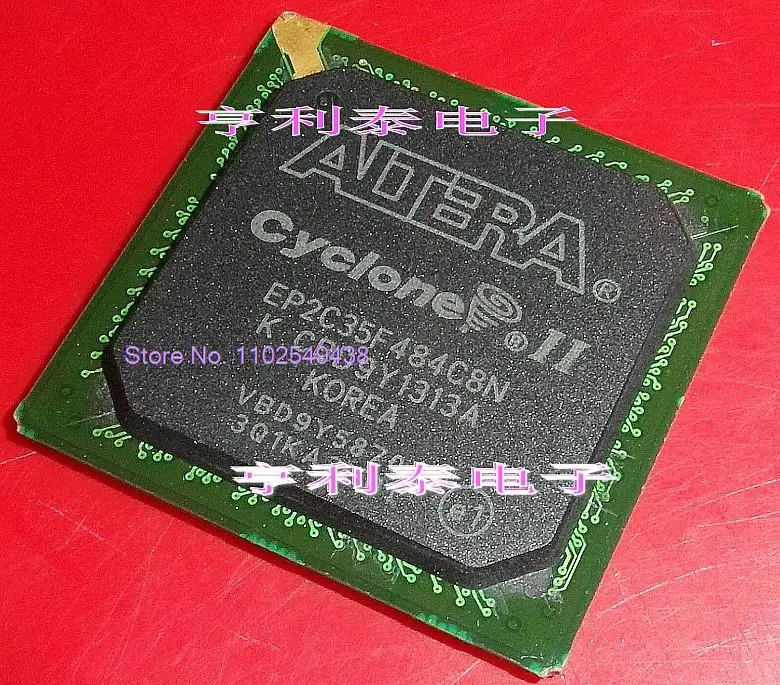 亨利泰电子
ALTERA®
Cyclone® II
EP2C35F484C8N
Store No. 1102549438
KOREA
亨利泰电子
e1